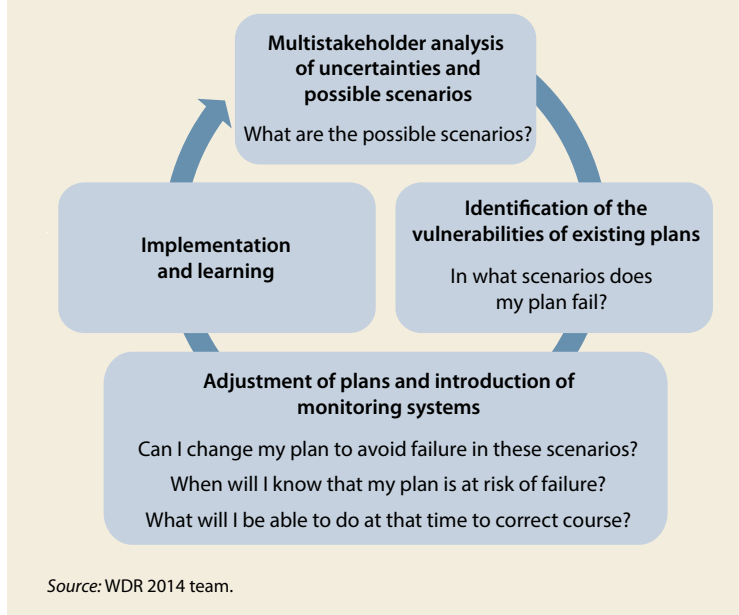 Multistakeholder analysis
of uncertainties and
possible scenarios
What are the possible scenarios?
Identification of the
vulnerabilities of existing plans
In what scenarios does
my plan fail?
Adjustment of plans and introduction of
monitoring systems
Can I change my plan to avoid failure in these scenarios?
When will I know that my plan is at risk of failure?
What will I be able to do at that time to correct course?
Implementation
and learning
Source: WDR 2014 team.